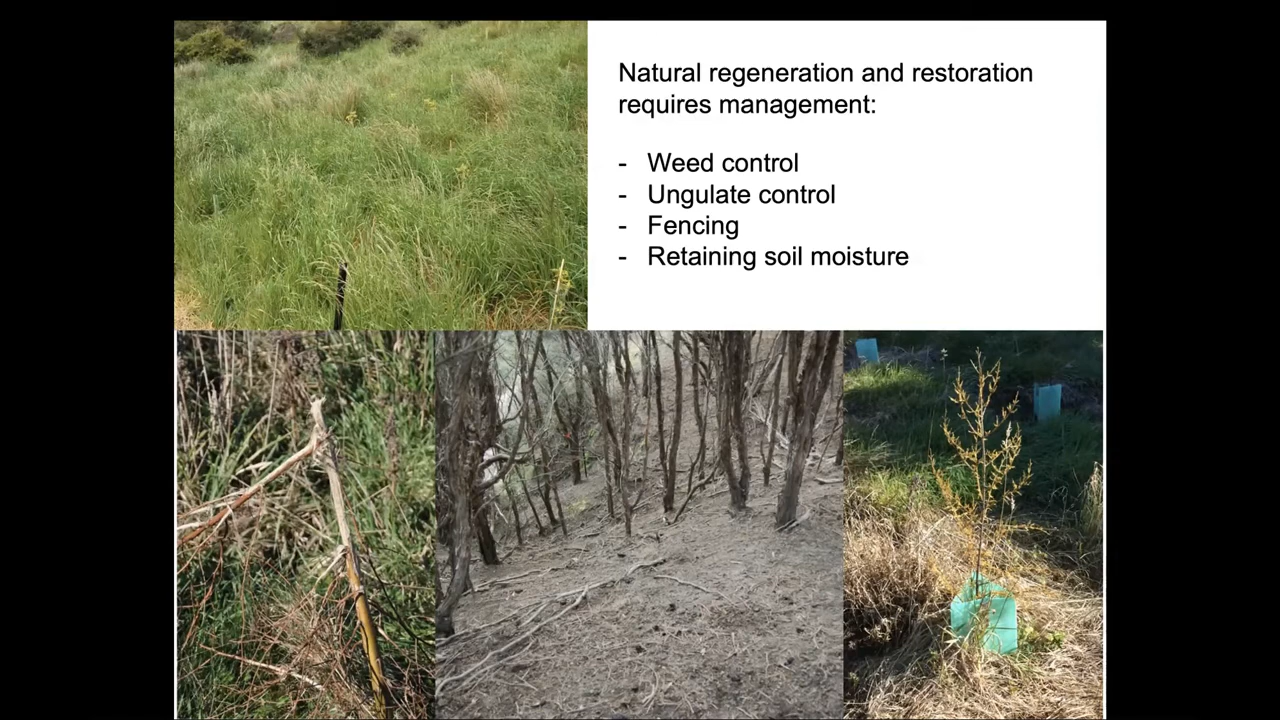 Natural regeneration and restoration
requires management:
- Weed control
- Ungulate control
- Fencing
- Retaining soil moisture